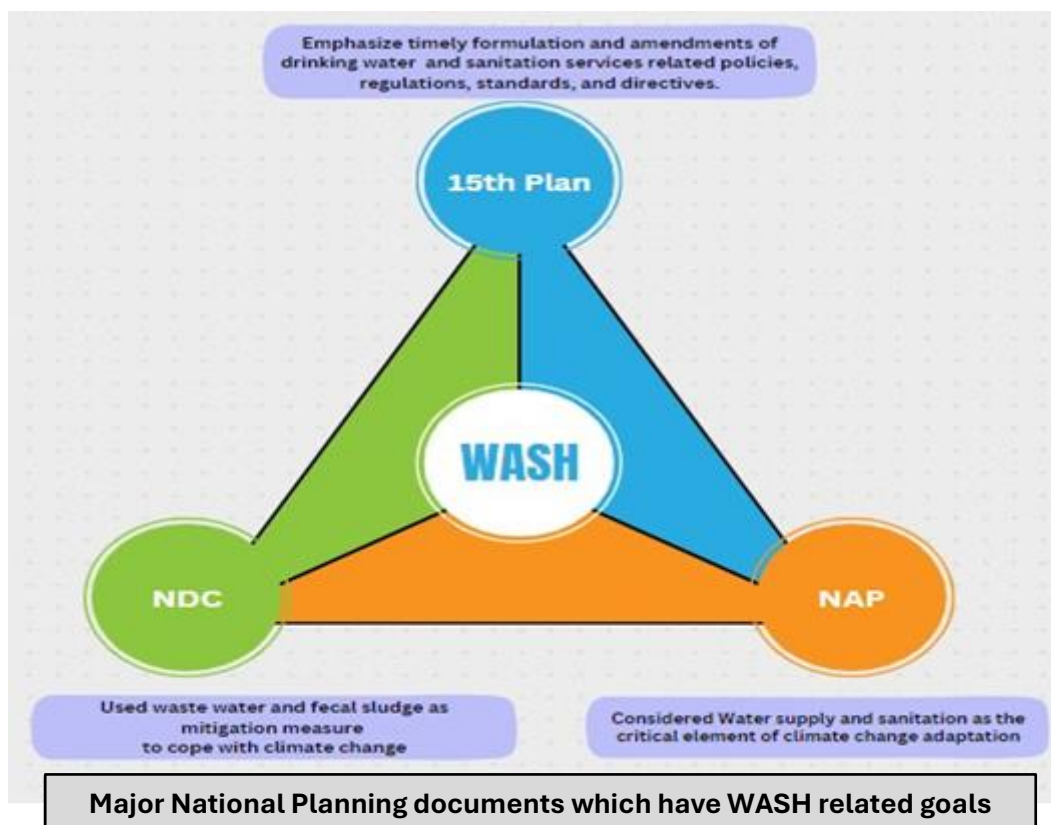 Emphasize timely formulation and amendments of
drinking water and sanitation services related policies,
regulations, standards, and directives.
15th Plan
WASH
NDC
NAP
Used waste water and fecal sludge as
mitigation measure
to cope with climate change
Considered Water supply and sanitation as the
critical element of climate change adaptation
Major National Planning documents which have WASH related goals